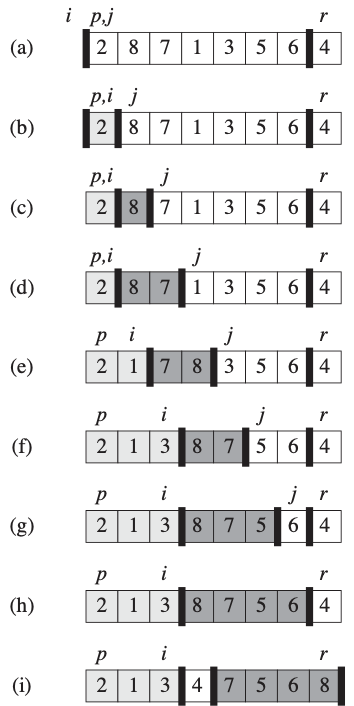 i p,j r
(a) 2 8 7 1 3 5 6 4
p,i j r
(b) 2 8 7 1 3 5 6 4
p,i j r
(c) 2 8 7 1 3 5 6 4
p,i j r
(d) 2 8 7 1 3 5 6 4
p i j r
(e) 2 1 7 8 3 5 6 4
p i j r
(f) 2 1 3 8 7 5 6 4
p i j r
(g) 2 1 3 8 7 5 6 4
p i r
(h) 2 1 3 8 7 5 6 4
p i r
(i) 2 1 3 4 7 5 6 8